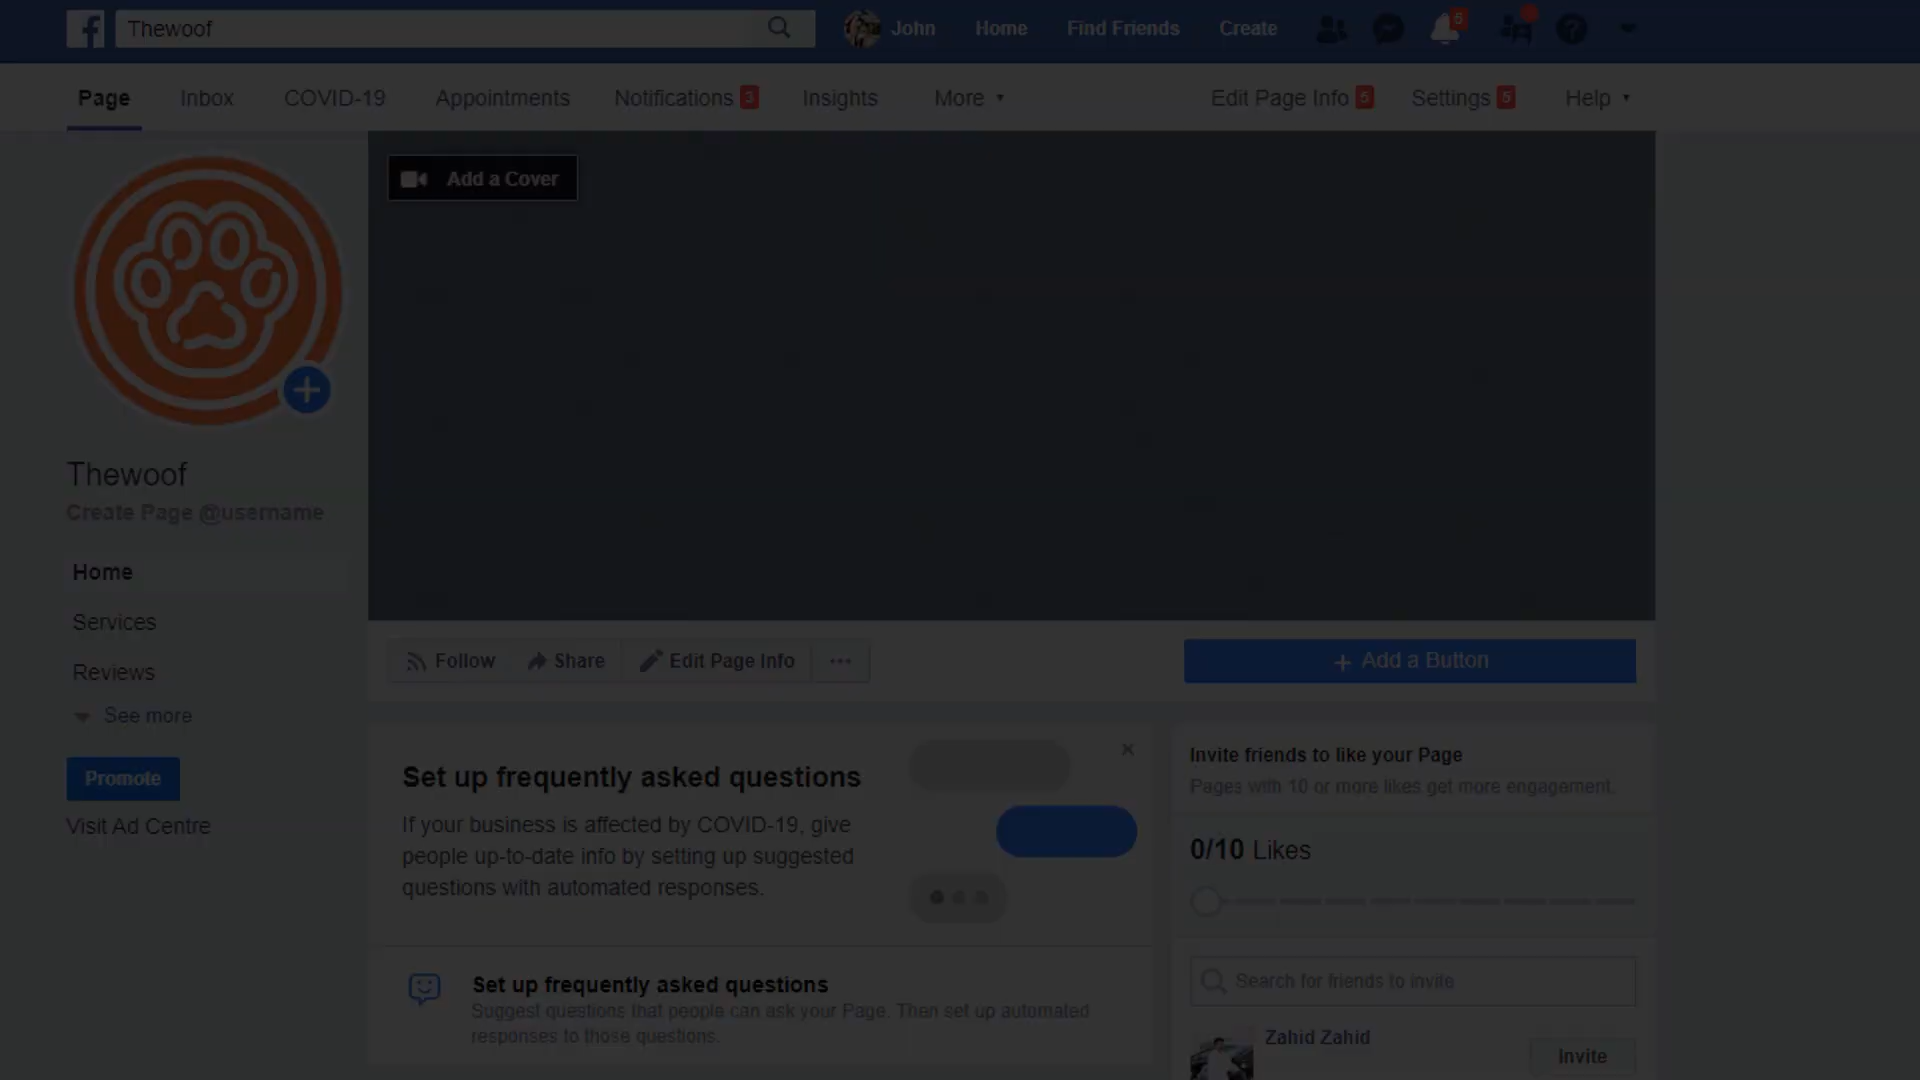 Thewoof
John
Home
Find Friends
Create
5
Page
Inbox
COVID-19
Appointments
Notifications 3
Insights
More
Edit Page Info 5
Settings 5
Help
Add a Cover
Thewoof
Create Page @username
Home
Services
Reviews
See more
Promote
Visit Ad Centre
Follow
Share
Edit Page Info
+ Add a Button
Set up frequently asked questions
If your business is affected by COVID-19, give
people up-to-date info by setting up suggested
questions with automated responses.
Set up frequently asked questions
Suggest questions that people can ask your Page. Then set up automated
responses to those questions.
Invite friends to like your Page
Pages with 10 or more likes get more engagement.
0/10 Likes
Search for friends to invite
Zahid Zahid
Invite